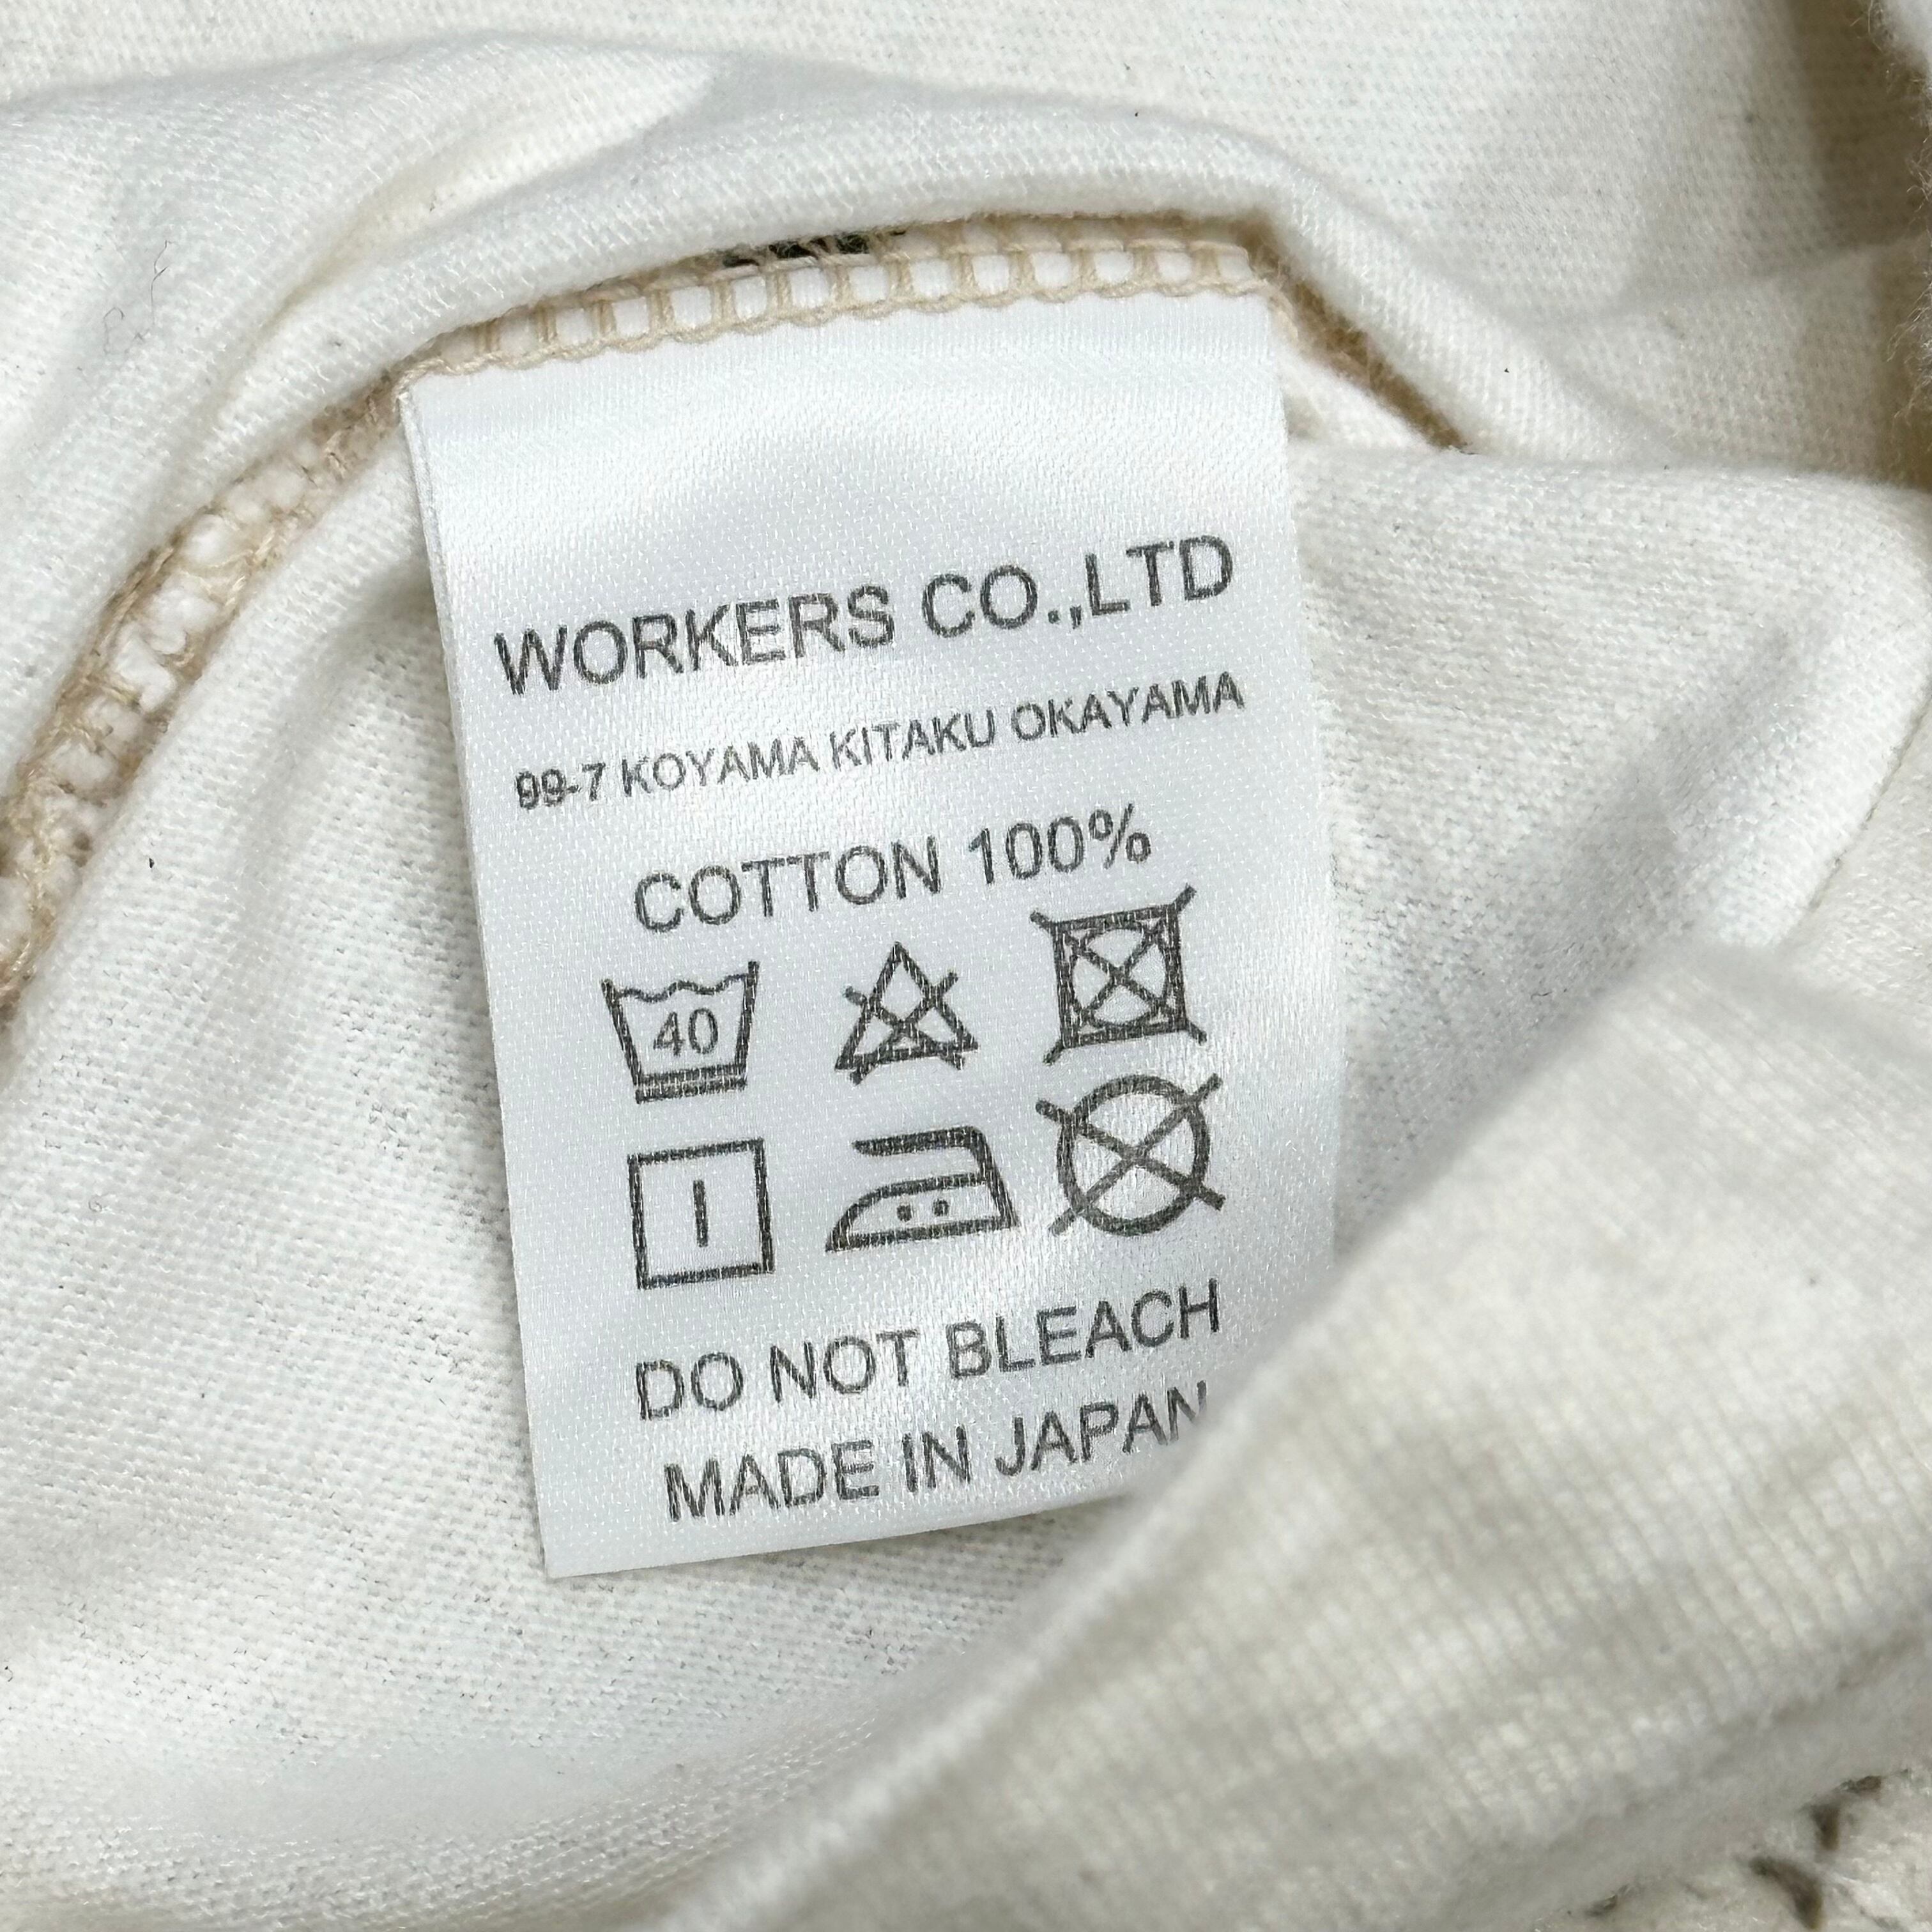 WORKERS CO.,LTD
99-7 KOYAMA KITAKU OKAYAMA
COTTON 100%
40
DO NOT BLEACH
MADE IN JAPAN